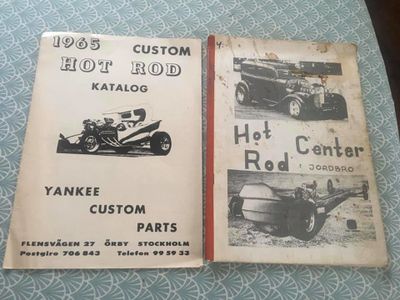 1965 CUSTOM
HOT ROD
KATALOG
YANKEE
CUSTOM
PARTS
FLENSVÄGEN 27 ÖRBY STOCKHOLM
Postgiro 706 843 Telefon 99 59 33
4.
Hot Center
Rod I JORDBRO